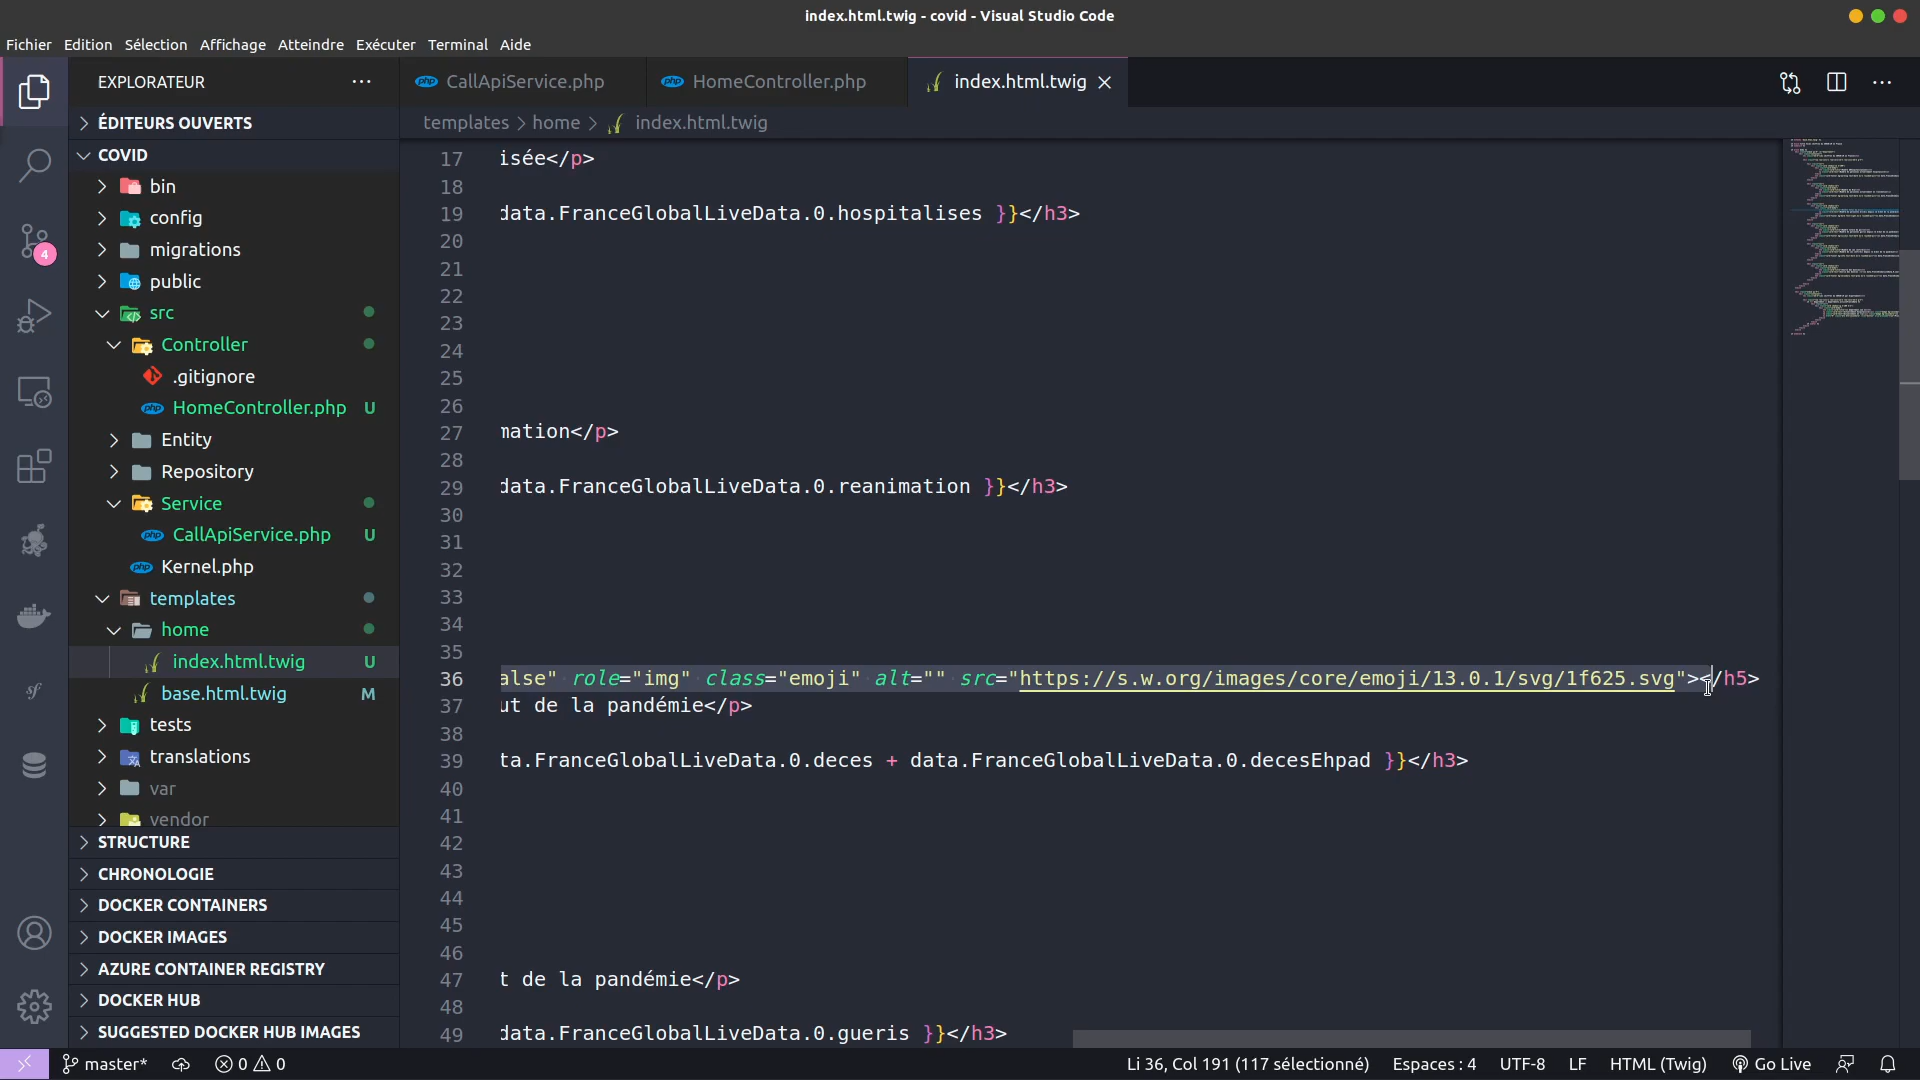 index.html.twig - covid - Visual Studio Code
Fichier Edition Sélection Affichage Atteindre Exécuter Terminal Aide
EXPLORATEUR
ÉDITEURS OUVERTS
COVID
bin
config
migrations
public
src
Controller
.gitignore
HomeController.php U
Entity
Repository
Service
CallApiService.php U
Kernel.php
templates
home
index.html.twig U
base.html.twig M
tests
translations
var
vendor
STRUCTURE
CHRONOLOGIE
DOCKER CONTAINERS
DOCKER IMAGES
AZURE CONTAINER REGISTRY
DOCKER HUB
SUGGESTED DOCKER HUB IMAGES
4
php CallApiService.php php HomeController.php index.html.twig
templates > home > index.html.twig
17 isée</p>
18
19 data.FranceGlobalLiveData.0.hospitalises }}</h3>
20
21
22
23
24
25
26
27 mation</p>
28
29 data.FranceGlobalLiveData.0.reanimation }}</h3>
30
31
32
33
34
35
36 alse" role="img" class="emoji" alt="" src="https://s.w.org/images/core/emoji/13.0.1/svg/1f625.svg"></h5>
37 ut de la pandémie</p>
38
39 ta.FranceGlobalLiveData.0.deces + data.FranceGlobalLiveData.0.decesEhpad }}</h3>
40
41
42
43
44
45
46
47 t de la pandémie</p>
48
49 data.FranceGlobalLiveData.0.gueris }}</h3>
master* 0 0 Li 36, Col 191 (117 sélectionné) Espaces : 4 UTF-8 LF HTML (Twig) Go Live